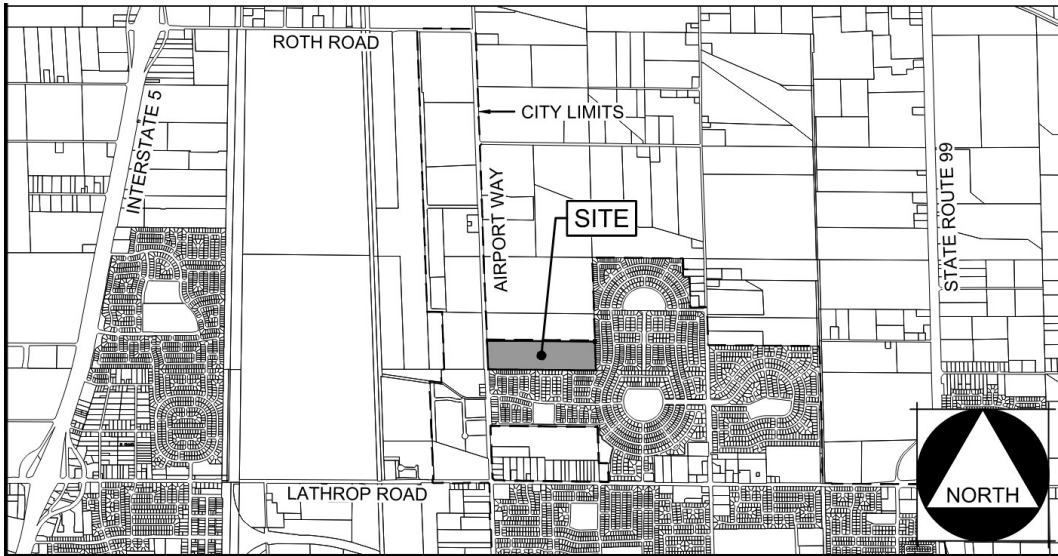 ROTH ROAD
INTERSTATE 5
CITY LIMITS
AIRPORT WAY
SITE
STATE ROUTE 99
LATHROP ROAD
NORTH